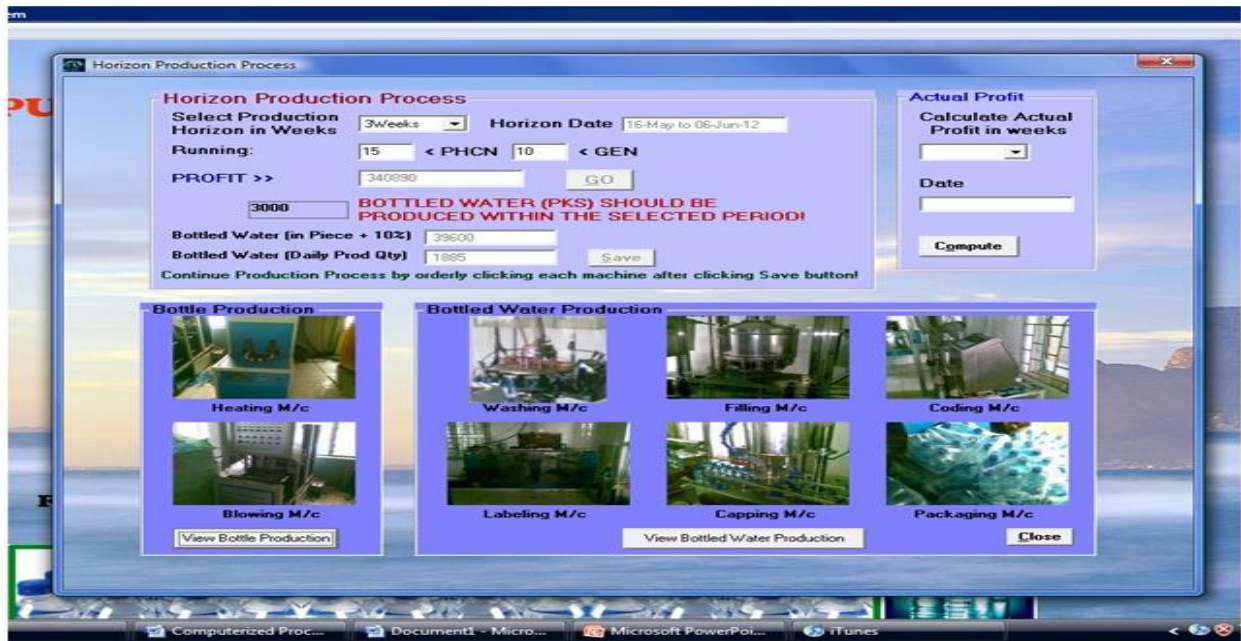 em
PU
Horizon Production Process
Horizon Production Process
Select Production
Horizon in Weeks
3Weeks
Horizon Date
16-May to 06-Jun-12
Running:
15
< PHCN
10
< GEN
PROFIT >>
340890
GO
3000
BOTTLED WATER (PKS) SHOULD BE
PRODUCED WITHIN THE SELECTED PERIOD!
Bottled Water (in Piece + 10%)
39600
Bottled Water (Daily Prod Qty)
1885
Save
Continue Production Process by orderly clicking each machine after clicking Save button!
Actual Profit
Calculate Actual
Profit in weeks
Date
Compute
Bottle Production
Heating M/c
Blowing M/c
View Bottle Production
Bottled Water Production
Washing M/c
Filling M/c
Coding M/c
Labeling M/c
Capping M/c
Packaging M/c
View Bottled Water Production
Close
Computerized Proc...
Document1 - Micro...
Microsoft PowerPoi...
iTunes
<